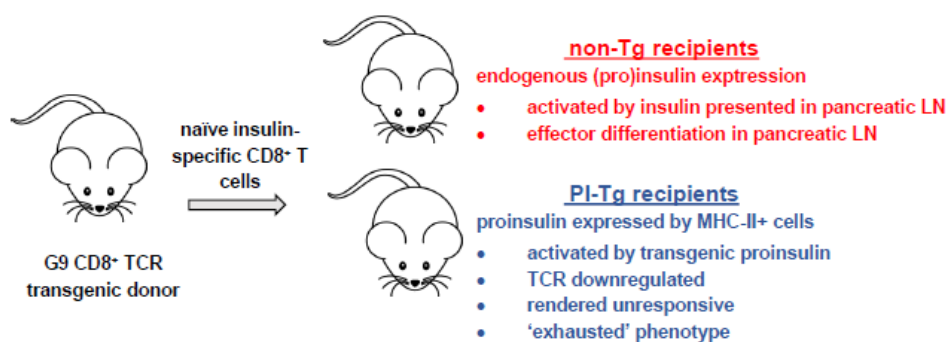 non-Tg recipients
endogenous (pro)insulin exptression
• activated by insulin presented in pancreatic LN
• effector differentiation in pancreatic LN
naïve insulin-
specific CD8⁺ T
cells
G9 CD8⁺ TCR
transgenic donor
PI-Tg recipients
proinsulin expressed by MHC-II+ cells
• activated by transgenic proinsulin
• TCR downregulated
• rendered unresponsive
• ‘exhausted’ phenotype